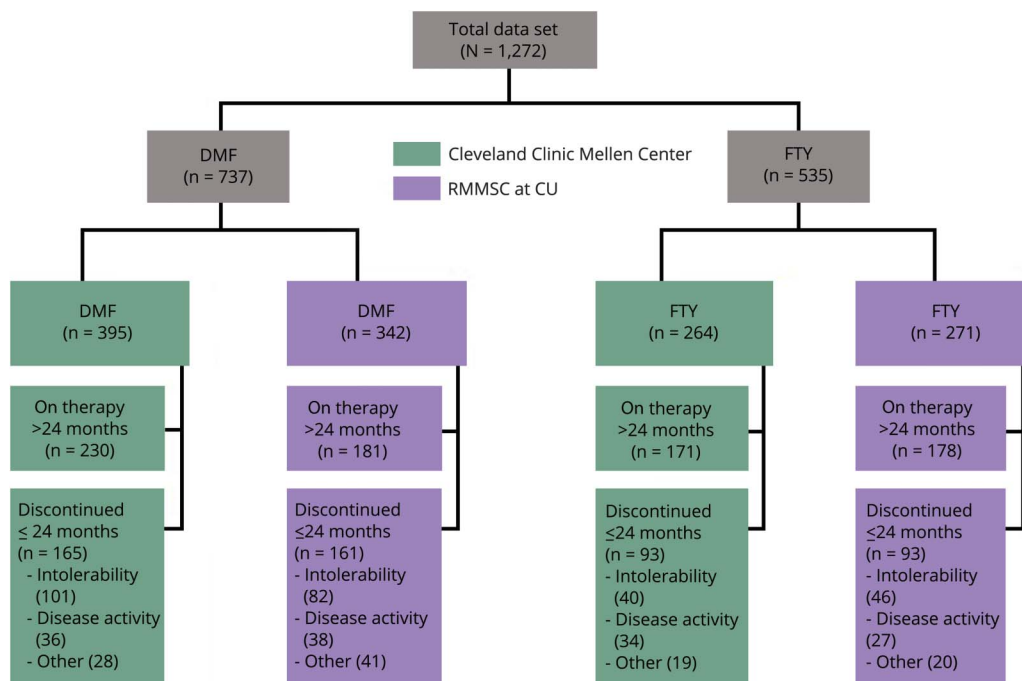 Total data set
(N = 1,272)
DMF
(n = 737)
Cleveland Clinic Mellen Center
RMMSC at CU
FTY
(n = 535)
DMF
(n = 395)
DMF
(n = 342)
FTY
(n = 264)
FTY
(n = 271)
On therapy
>24 months
(n = 230)
On therapy
>24 months
(n = 181)
On therapy
>24 months
(n = 171)
On therapy
>24 months
(n = 178)
Discontinued
≤ 24 months
(n = 165)
- Intolerability
(101)
- Disease activity
(36)
- Other (28)
Discontinued
≤24 months
(n = 161)
- Intolerability
(82)
- Disease activity
(38)
- Other (41)
Discontinued
≤24 months
(n = 93)
- Intolerability
(40)
- Disease activity
(34)
- Other (19)
Discontinued
≤24 months
(n = 93)
- Intolerability
(46)
- Disease activity
(27)
- Other (20)